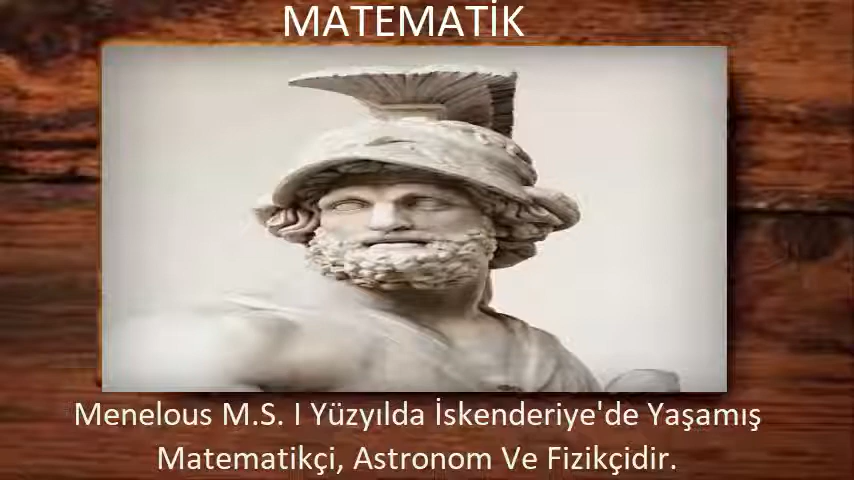 MATEMATİK
Menelous M.S. I Yüzyılda İskenderiye'de Yaşamış
Matematikçi, Astronom Ve Fizikçidir.